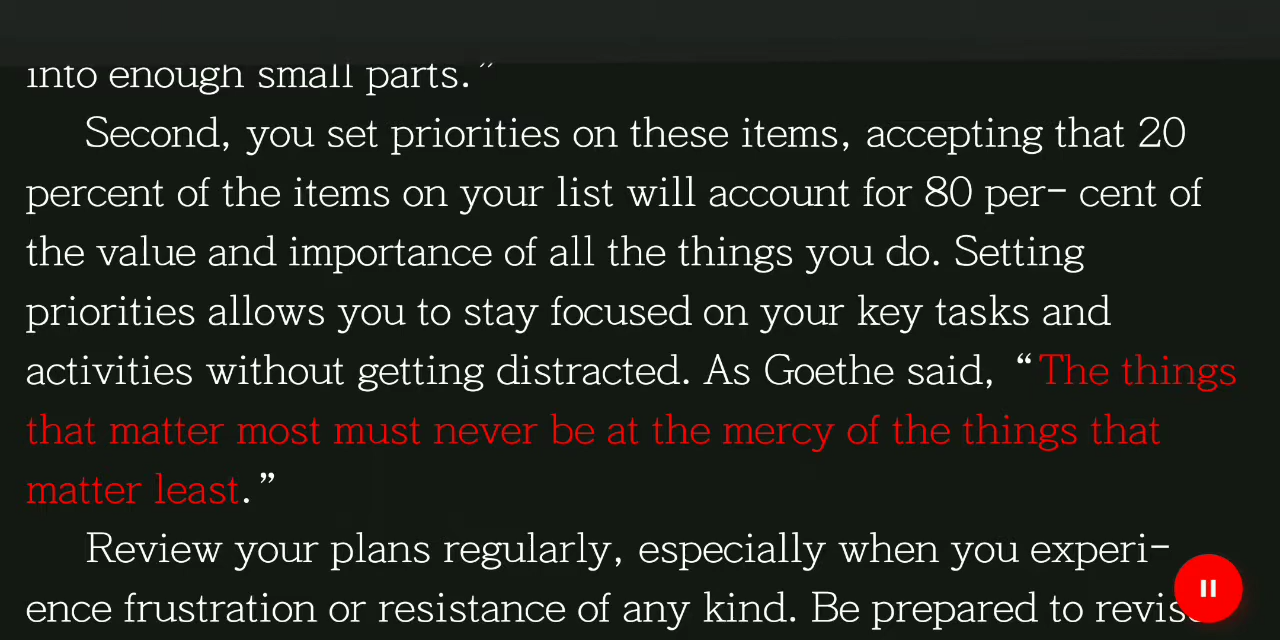 into enough small parts.”
Second, you set priorities on these items, accepting that 20
percent of the items on your list will account for 80 per- cent of
the value and importance of all the things you do. Setting
priorities allows you to stay focused on your key tasks and
activities without getting distracted. As Goethe said, “The things
that matter most must never be at the mercy of the things that
matter least.”
Review your plans regularly, especially when you experi-
ence frustration or resistance of any kind. Be prepared to revise